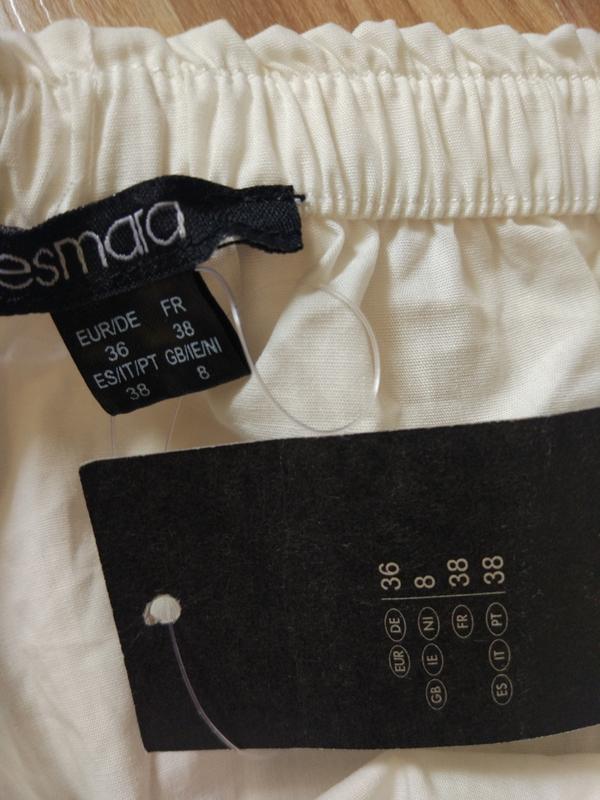 esmara
EUR/DE FR
36 38
ES/IT/PT GB/IE/NI
38 8
EUR DE 36
GB IE NI 8
FR 38
ES IT PT 38